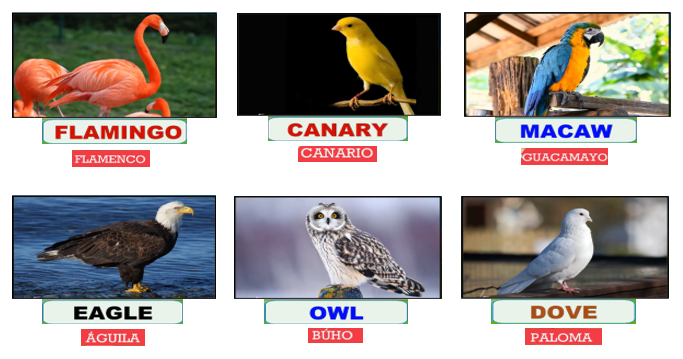 FLAMINGO
FLAMENCO
CANARY
CANARIO
MACAW
GUACAMAYO
EAGLE
ÁGUILA
OWL
BÚHO
DOVE
PALOMA